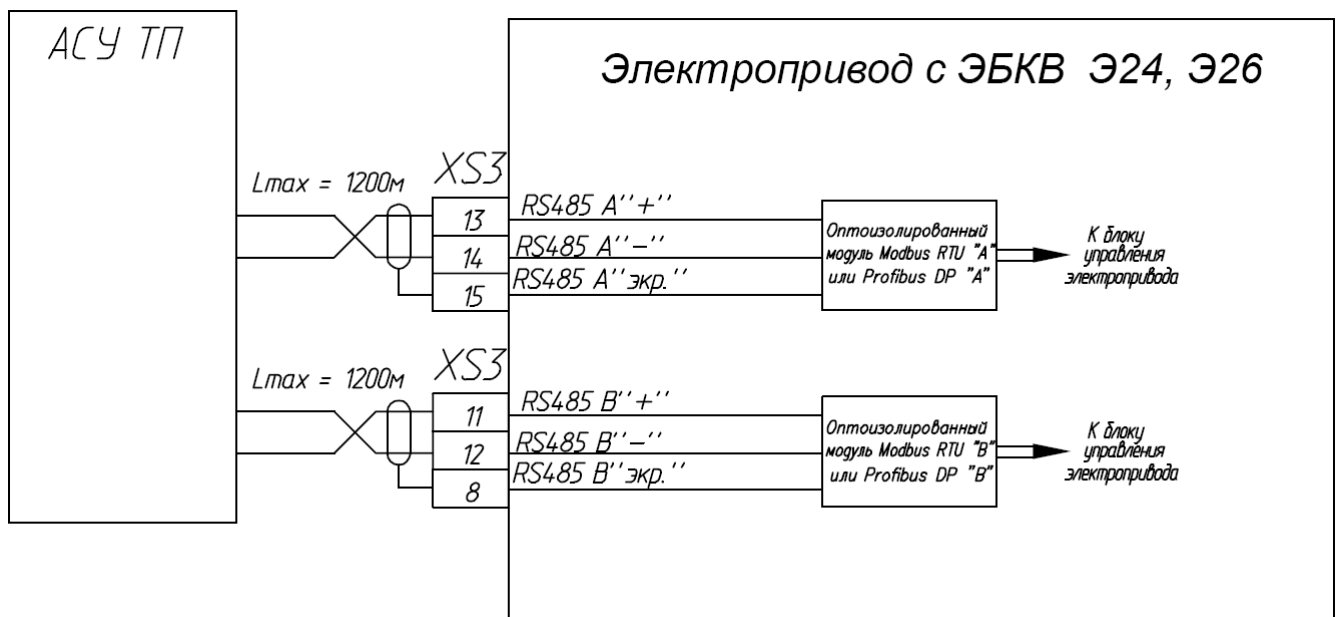 АСУ ТП
Электропривод с ЭБКВ Э24, Э26
Lmax = 1200м
XS3
13
RS485 A''+''
14
RS485 A''−''
15
RS485 A''экр.''
Оптоизолированный
модуль Modbus RTU "A"
или Profibus DP "A"
К блоку
управления
электропривода
Lmax = 1200м
XS3
11
RS485 B''+''
12
RS485 B''−''
8
RS485 B''экр.''
Оптоизолированный
модуль Modbus RTU "B"
или Profibus DP "B"
К блоку
управления
электропривода